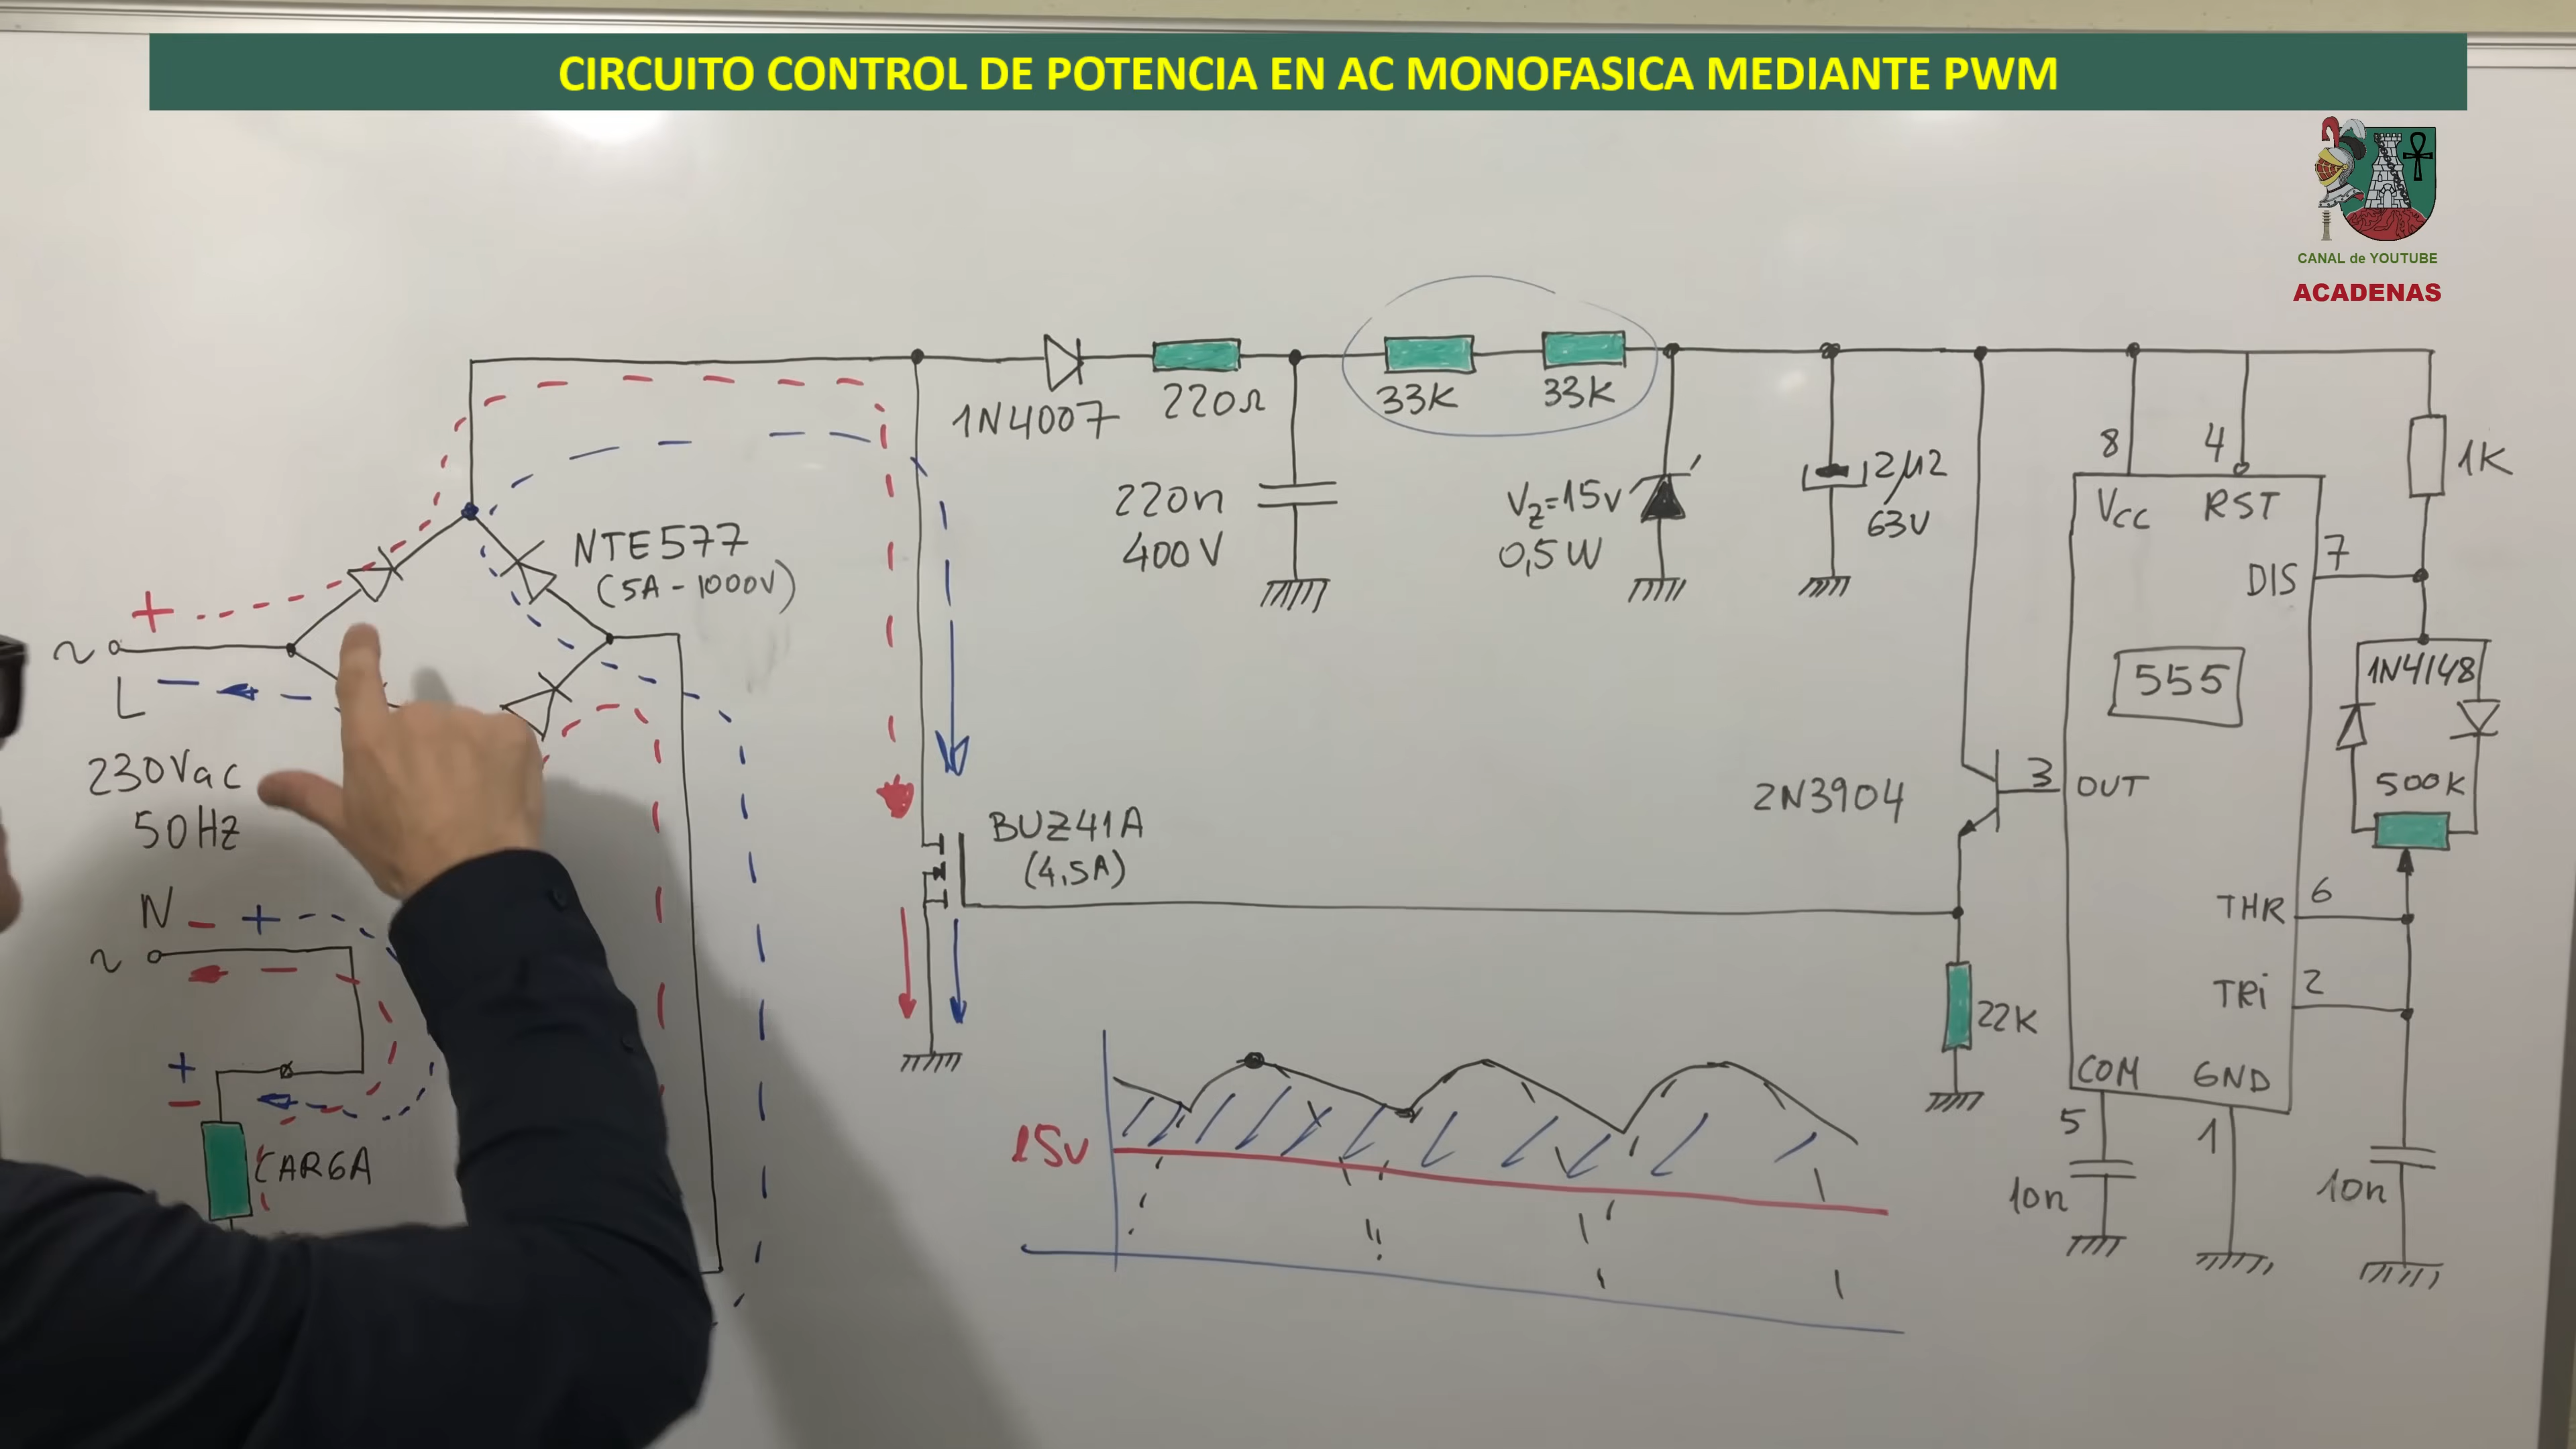 CIRCUITO CONTROL DE POTENCIA EN AC MONOFASICA MEDIANTE PWM
CANAL de YOUTUBE
ACADENAS
1N4007
220Ω
33K
33K
220n
400V
Vz=15v
0,5W
2µ2
63V
8
4
Vcc
RST
1K
7
DIS
NTE577
(5A-1000V)
+
~
L
230Vac
50Hz
N - +
~
+
-
CARGA
555
1N4148
500K
2N3904
3
OUT
BUZ41A
(4,5A)
THR
6
TRi
2
22K
COM
GND
5
1
10n
10n
15v